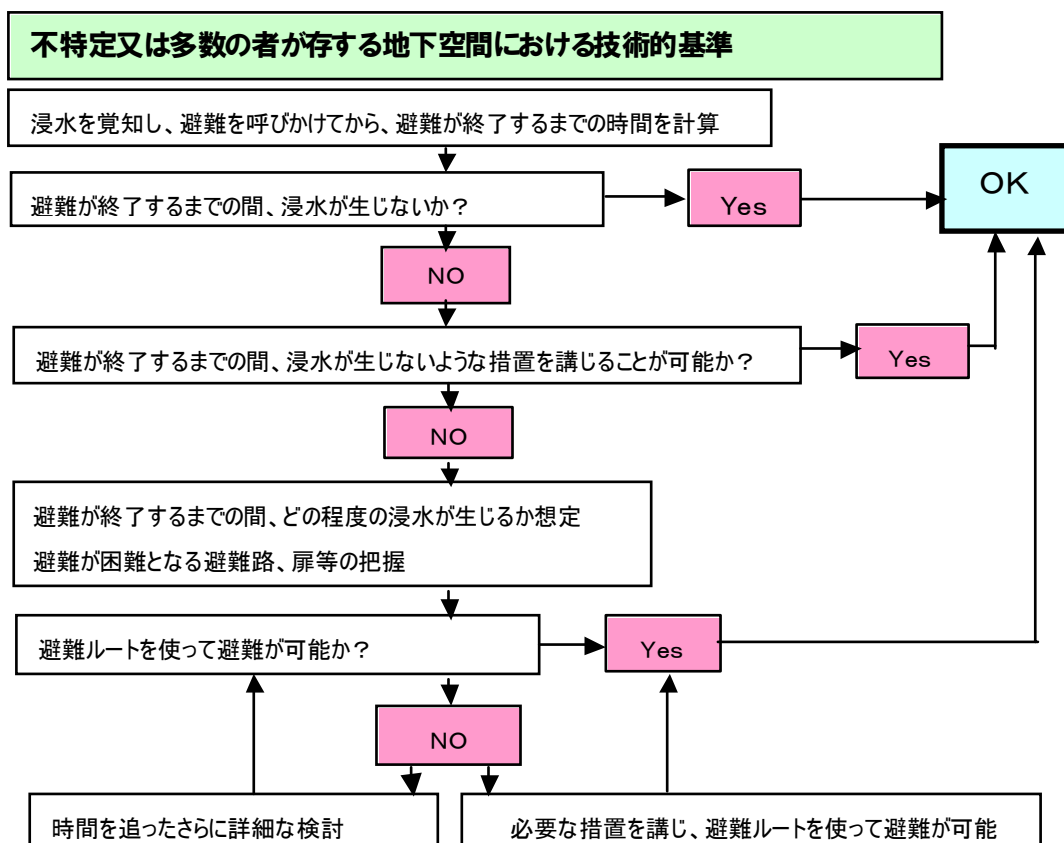 不特定又は多数の者が存する地下空間における技術的基準
浸水を覚知し、避難を呼びかけてから、避難が終了するまでの時間を計算
避難が終了するまでの間、浸水が生じないか？
Yes
OK
NO
避難が終了するまでの間、浸水が生じないような措置を講じることが可能か？
Yes
NO
避難が終了するまでの間、どの程度の浸水が生じるか想定
避難が困難となる避難路、扉等の把握
避難ルートを使って避難が可能か？
Yes
NO
時間を追ったさらに詳細な検討
必要な措置を講じ、避難ルートを使って避難が可能